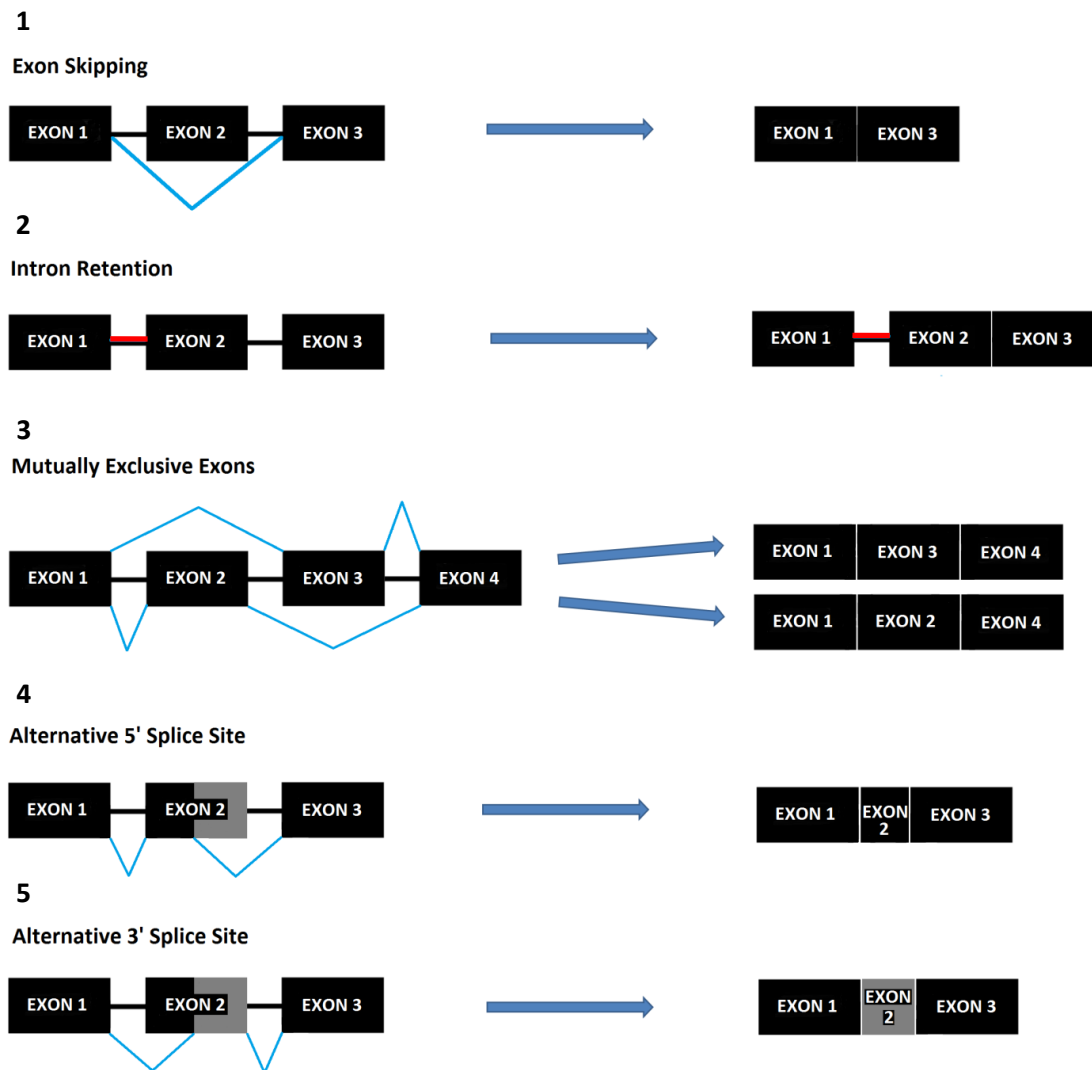 1
Exon Skipping
EXON 1 EXON 2 EXON 3 EXON 1 EXON 3
2
Intron Retention
EXON 1 EXON 2 EXON 3 EXON 1 EXON 2 EXON 3
3
Mutually Exclusive Exons
EXON 1 EXON 3 EXON 4
EXON 1 EXON 2 EXON 3 EXON 4
EXON 1 EXON 2 EXON 4
4
Alternative 5' Splice Site
EXON 1 EXON 2 EXON 3 EXON 1 EXON
2 EXON 3
5
Alternative 3' Splice Site
EXON 1 EXON 2 EXON 3 EXON 1 EXON
2 EXON 3